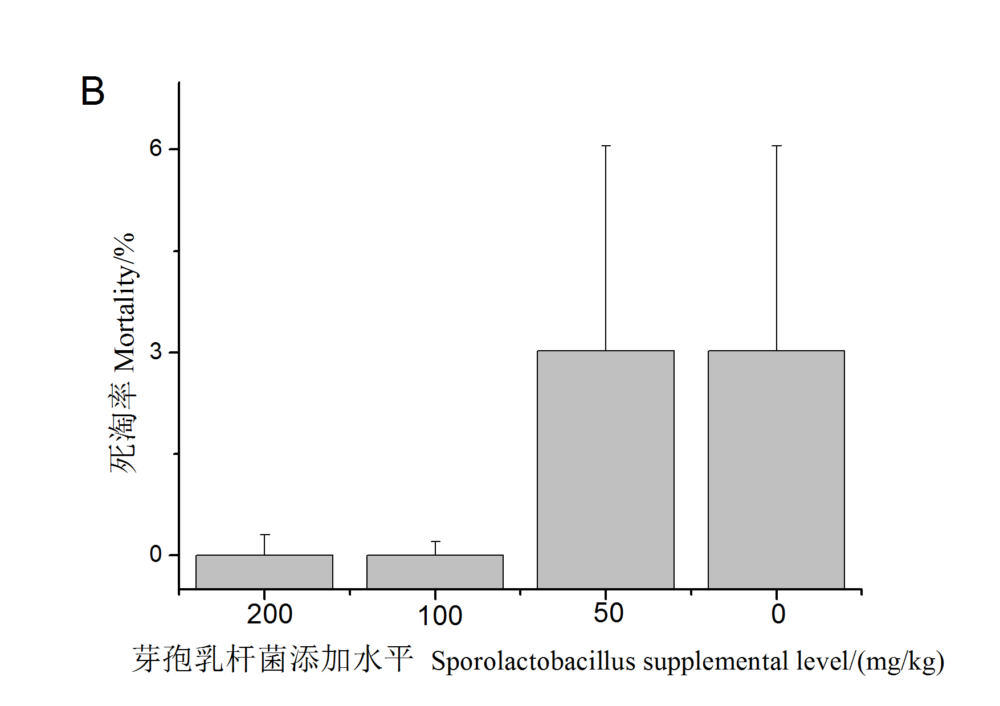 B
6
3
0
死淘率 Mortality/%
200 100 50 0
芽孢乳杆菌添加水平 Sporolactobacillus supplemental level/(mg/kg)